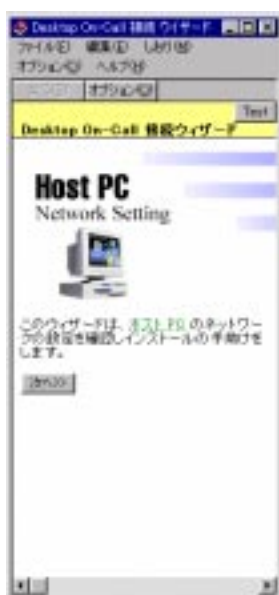 Desktop On-Call 接続 ウィザード
ファイル(F) 編集(E) しおり(B)
オプション(O) ヘルプ(H)
オプション(O)
Test
Desktop On-Call 接続ウィザード
Host PC
Network Setting
このウィザードは、ホスト PC のネットワー
クの設定を確認しインストールの手助けを
します。
次へ>>